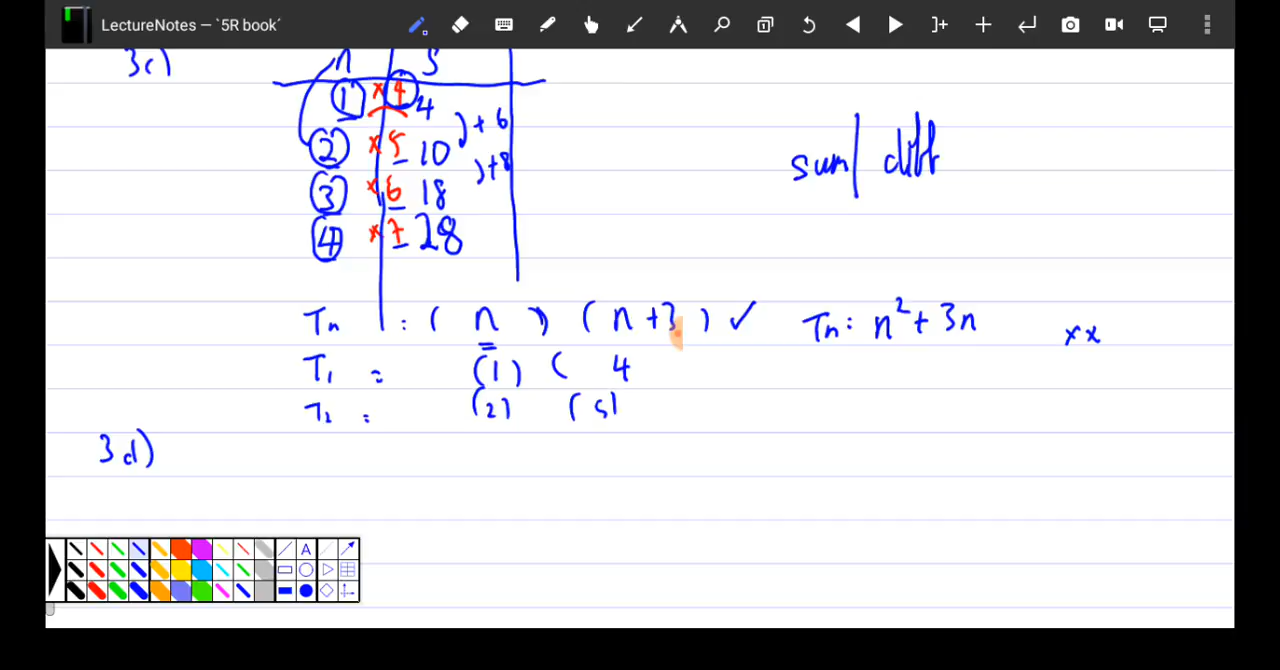 LectureNotes — `5R book´
3c) n S
1 × 4 4
) + 6
2 × 5 10
) +8
3 × 6 18
4 × 7 28
sum/ diff
Tn : ( n ) ( n +3 ) ✓ Tn: n² + 3n ××
T₁ = (1) ( 4
T₂ = (2) ( 5)
3d)
A